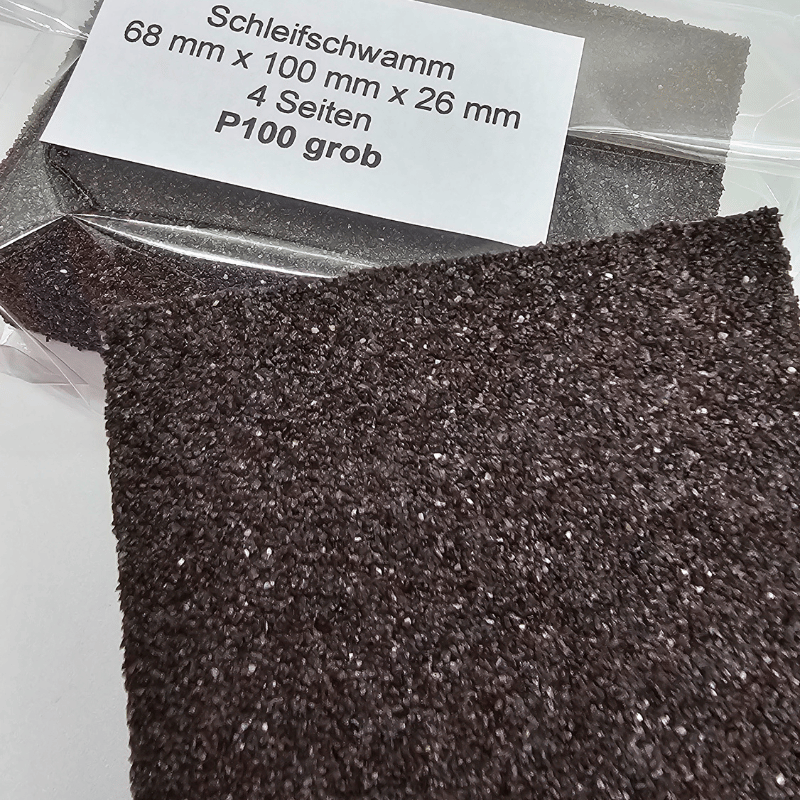 Schleifschwamm
68 mm x 100 mm x 26 mm
4 Seiten
P100 grob